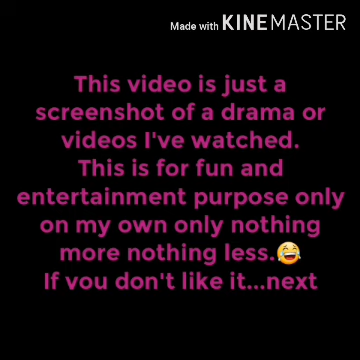 Made with KINEMASTER
This video is just a
screenshot of a drama or
videos I've watched.
This is for fun and
entertainment purpose only
on my own only nothing
more nothing less.😂
If you don't like it...next